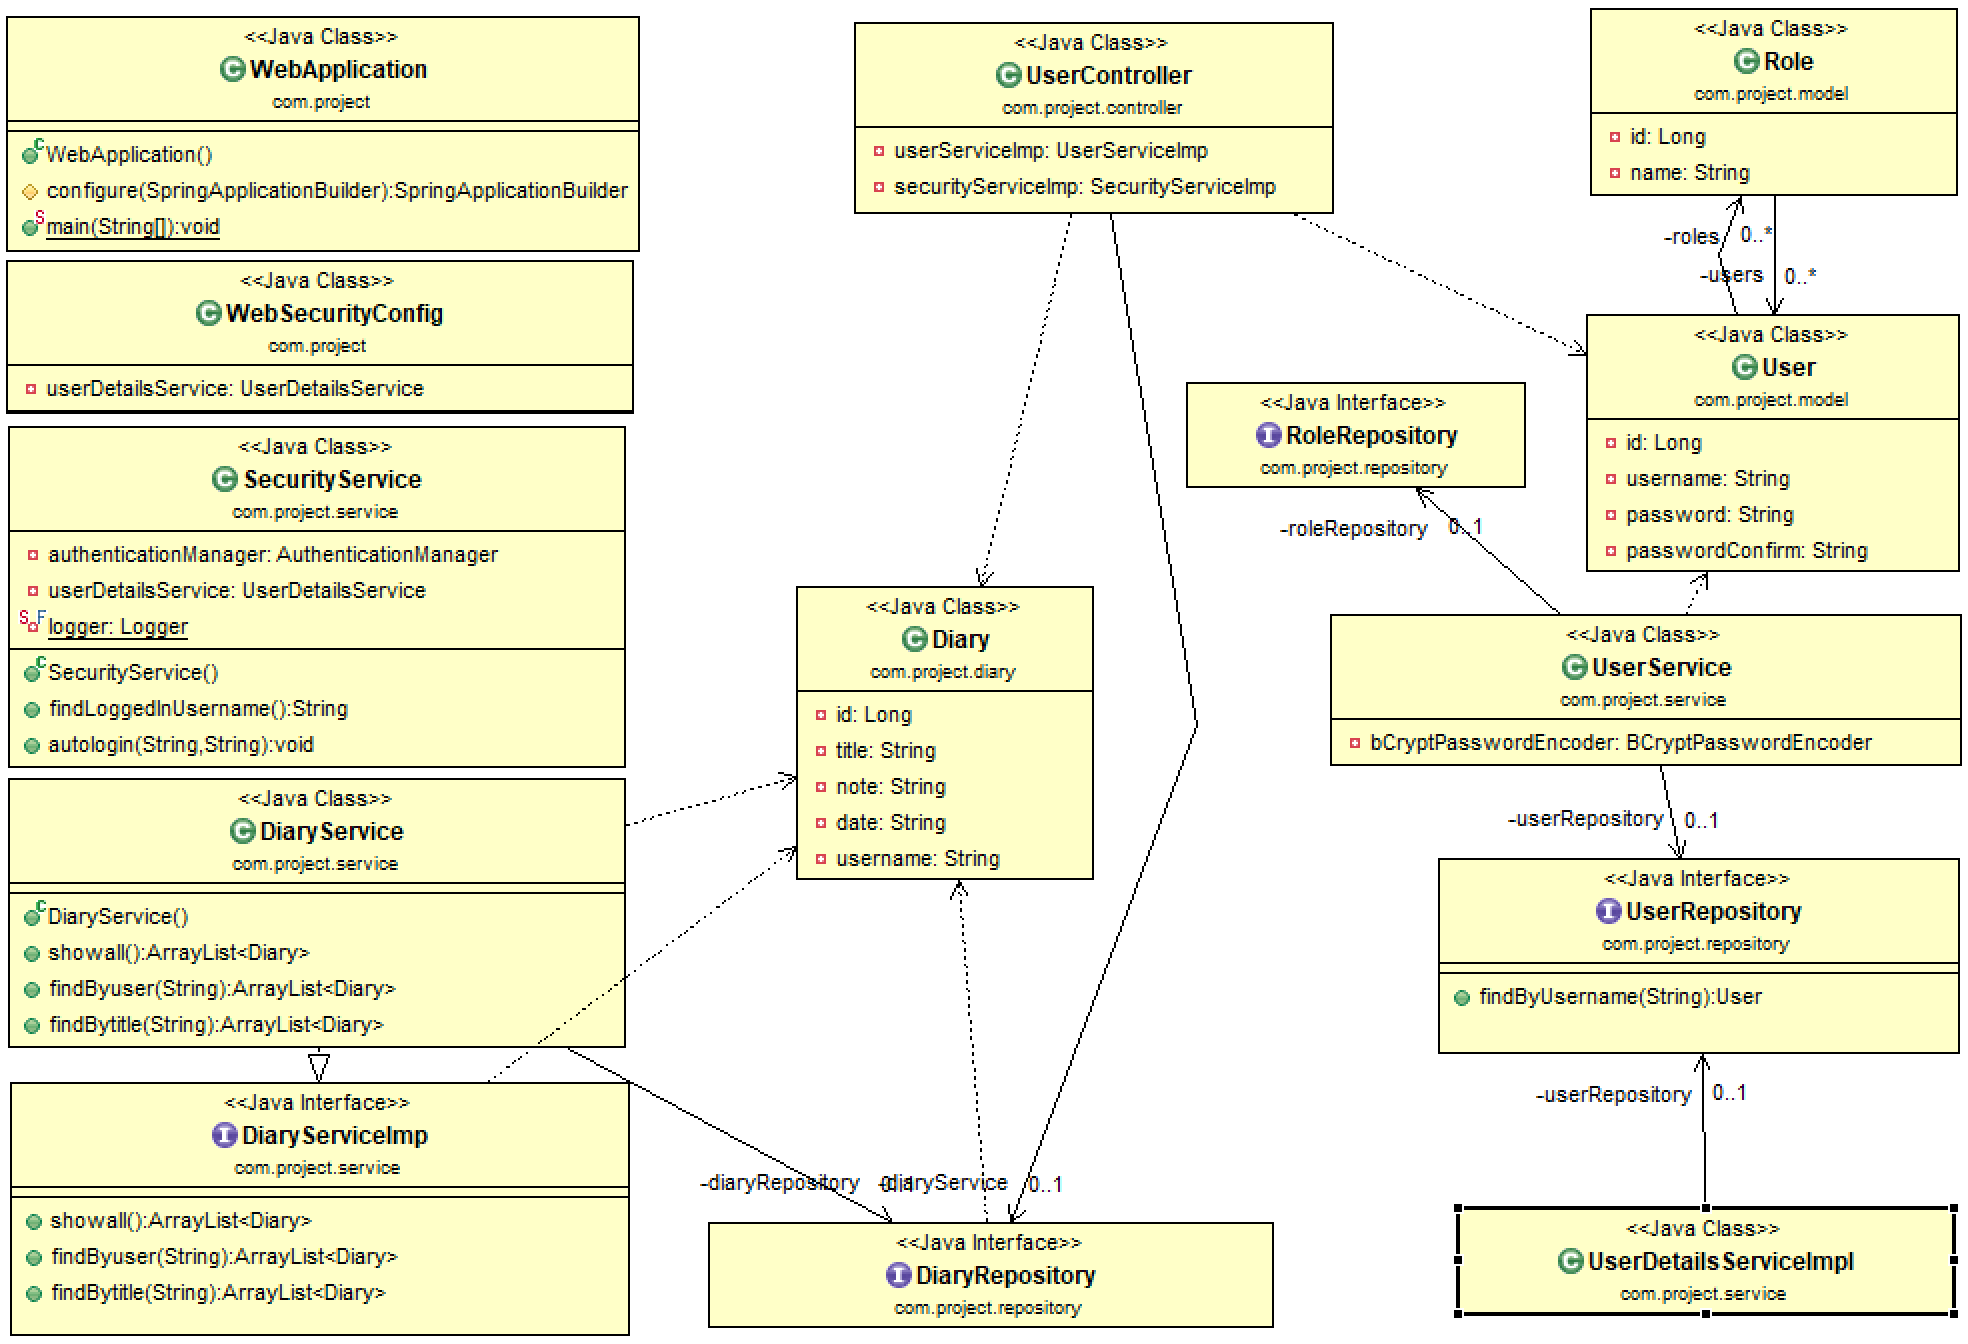 <<Java Class>>
WebApplication
com.project
WebApplication()
configure(SpringApplicationBuilder):SpringApplicationBuilder
main(String[]):void
<<Java Class>>
WebSecurityConfig
com.project
userDetailsService: UserDetailsService
<<Java Class>>
SecurityService
com.project.service
authenticationManager: AuthenticationManager
userDetailsService: UserDetailsService
logger: Logger
SecurityService()
findLoggedInUsername():String
autologin(String,String):void
<<Java Class>>
DiaryService
com.project.service
DiaryService()
showall():ArrayList<Diary>
findByuser(String):ArrayList<Diary>
findBytitle(String):ArrayList<Diary>
<<Java Interface>>
DiaryServiceImp
com.project.service
showall():ArrayList<Diary>
findByuser(String):ArrayList<Diary>
findBytitle(String):ArrayList<Diary>
<<Java Class>>
UserController
com.project.controller
userServiceImp: UserServiceImp
securityServiceImp: SecurityServiceImp
<<Java Class>>
Diary
com.project.diary
id: Long
title: String
note: String
date: String
username: String
-diaryRepository 0..1
-diaryService 0..1
<<Java Interface>>
DiaryRepository
com.project.repository
<<Java Class>>
Role
com.project.model
id: Long
name: String
-roles 0..*
-users 0..*
<<Java Class>>
User
com.project.model
id: Long
username: String
password: String
passwordConfirm: String
<<Java Interface>>
RoleRepository
com.project.repository
-roleRepository 0..1
<<Java Class>>
UserService
com.project.service
bCryptPasswordEncoder: BCryptPasswordEncoder
-userRepository 0..1
<<Java Interface>>
UserRepository
com.project.repository
findByUsername(String):User
-userRepository 0..1
<<Java Class>>
UserDetailsServiceImpl
com.project.service